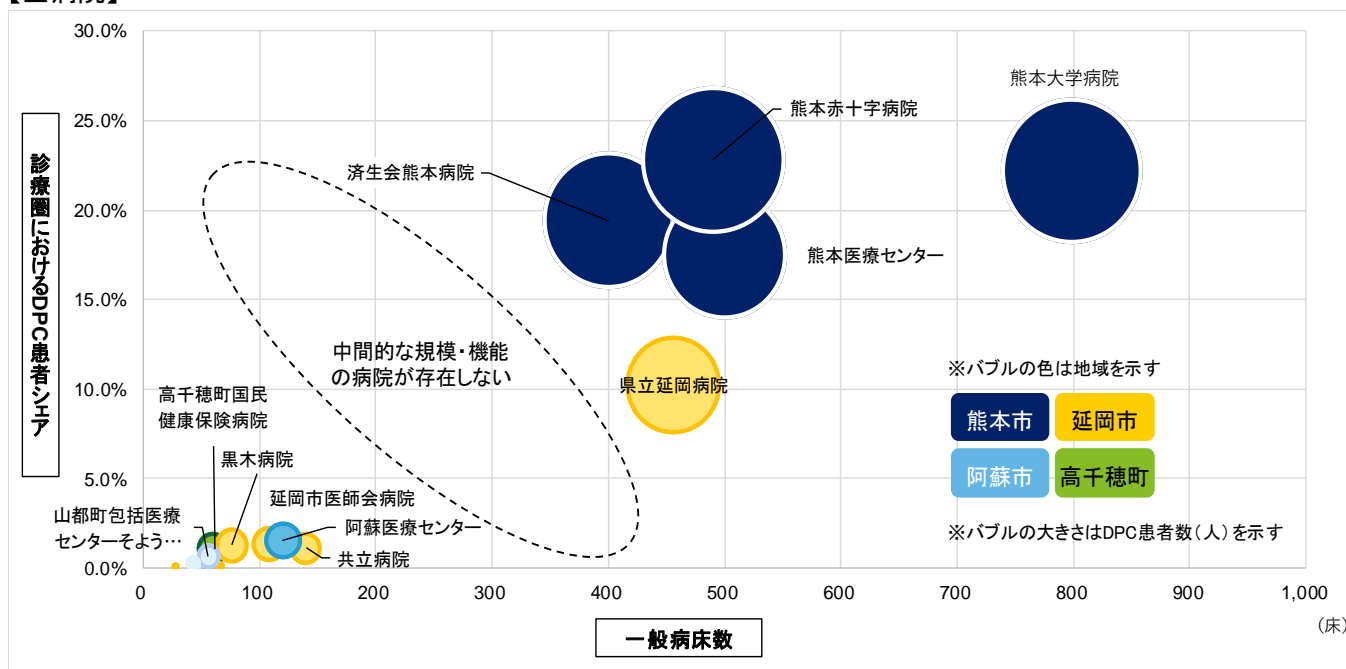 30.0%
25.0%
20.0%
15.0%
10.0%
5.0%
0.0%
診療圏におけるDPC患者シェア
熊本大学病院
熊本赤十字病院
済生会熊本病院
熊本医療センター
中間的な規模・機能
の病院が存在しない
県立延岡病院
高千穂町国民
健康保険病院
黒木病院
延岡市医師会病院
山都町包括医療
センターそよう…
阿蘇医療センター
共立病院
※バブルの色は地域を示す
熊本市
延岡市
阿蘇市
高千穂町
※バブルの大きさはDPC患者数(人)を示す
0
100
200
300
400
500
600
700
800
900
1,000
(床)
一般病床数